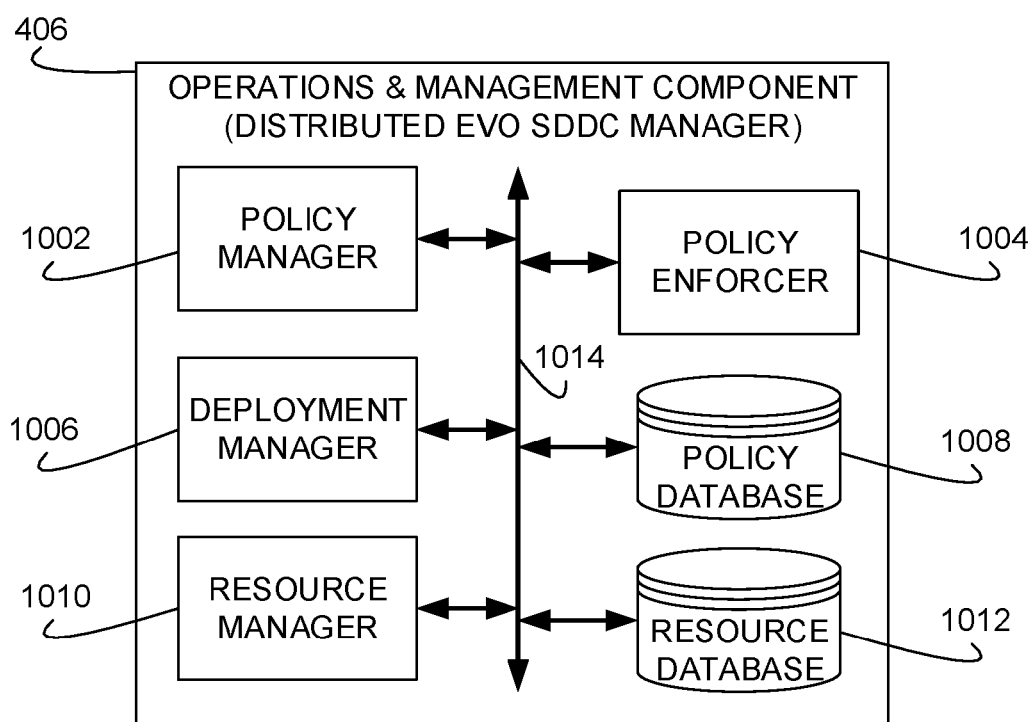 406
OPERATIONS & MANAGEMENT COMPONENT
(DISTRIBUTED EVO SDDC MANAGER)
POLICY
MANAGER
1002
POLICY
ENFORCER
1004
1014
DEPLOYMENT
MANAGER
1006
POLICY
DATABASE
1008
RESOURCE
MANAGER
1010
RESOURCE
DATABASE
1012